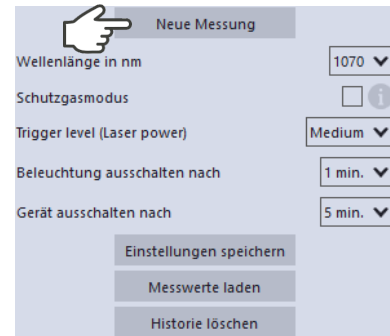 Neue Messung
Wellenlänge in nm 1070
Schutzgasmodus i
Trigger level (Laser power) Medium
Beleuchtung ausschalten nach 1 min.
Gerät ausschalten nach 5 min.
Einstellungen speichern
Messwerte laden
Historie löschen